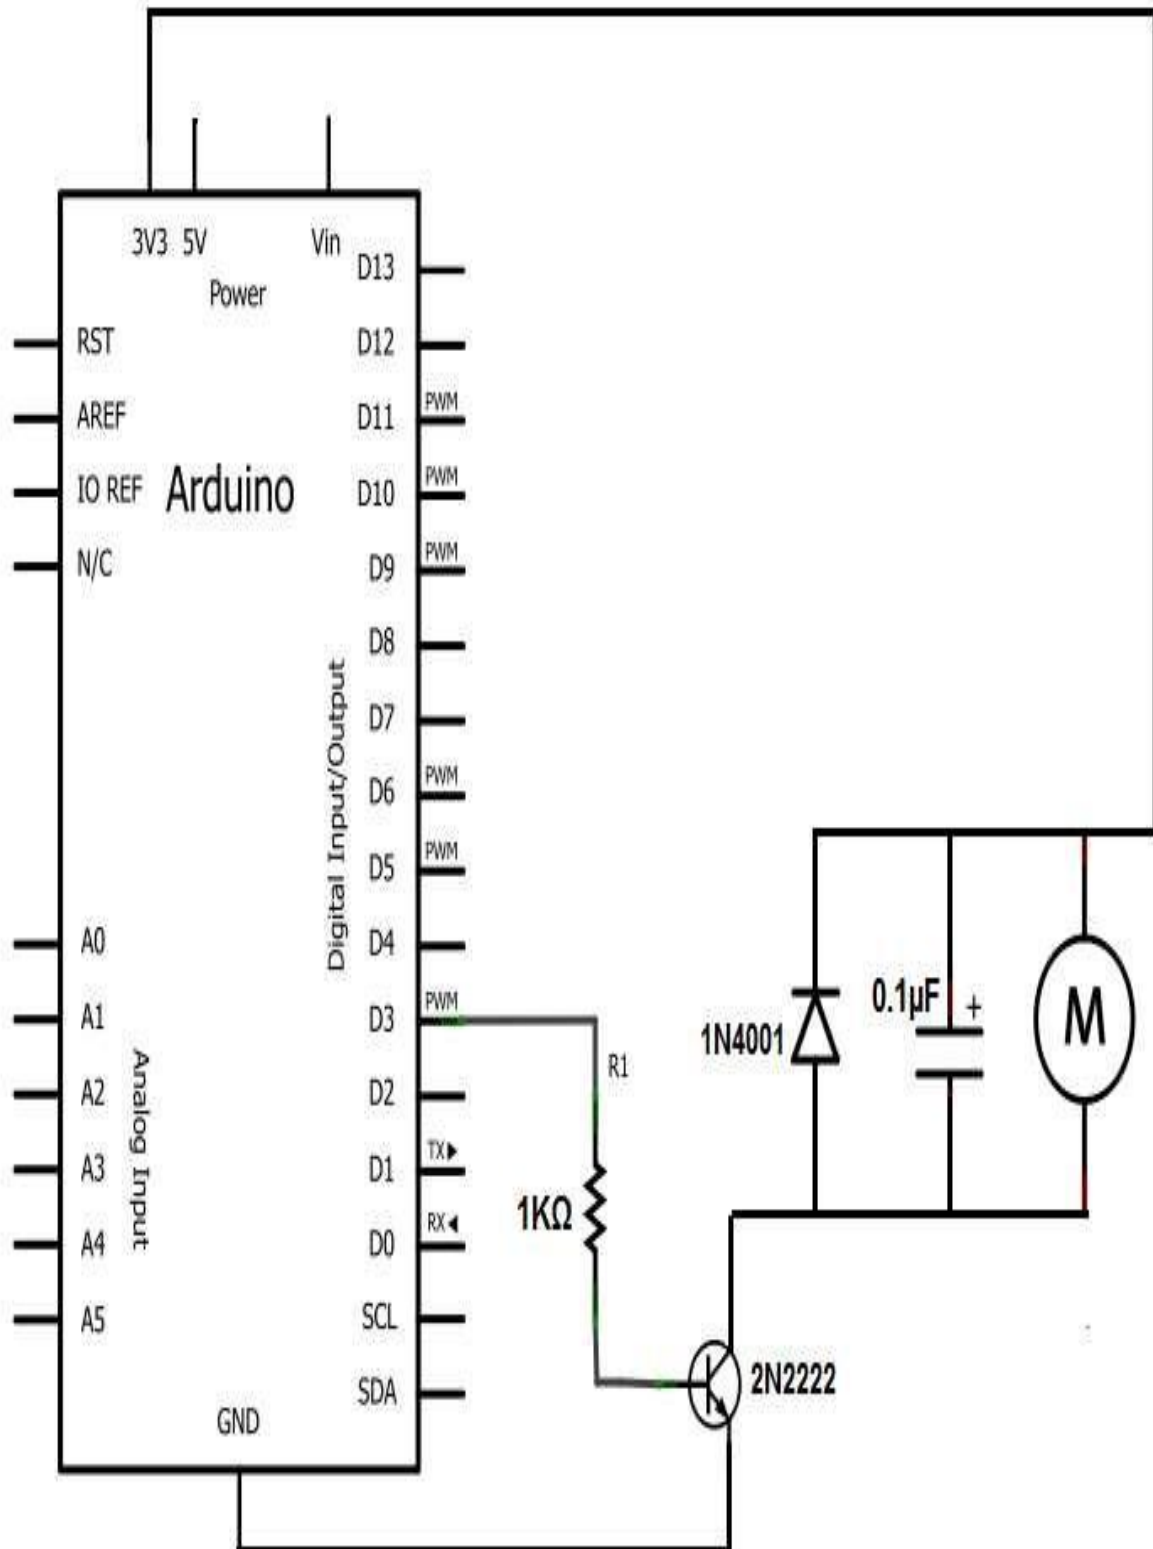 3V3 5V Vin
Power
D13
RST
D12
AREF
D11 PWM
IO REF
Arduino
D10 PWM
N/C
D9 PWM
D8
D7
Digital Input/Output
D6 PWM
D5 PWM
A0
D4
A1
D3 PWM
A2
D2
A3
D1 TX
A4
D0 RX
A5
SCL
Analog Input
SDA
GND
R1
1KΩ
1N4001
0.1µF +
M
2N2222